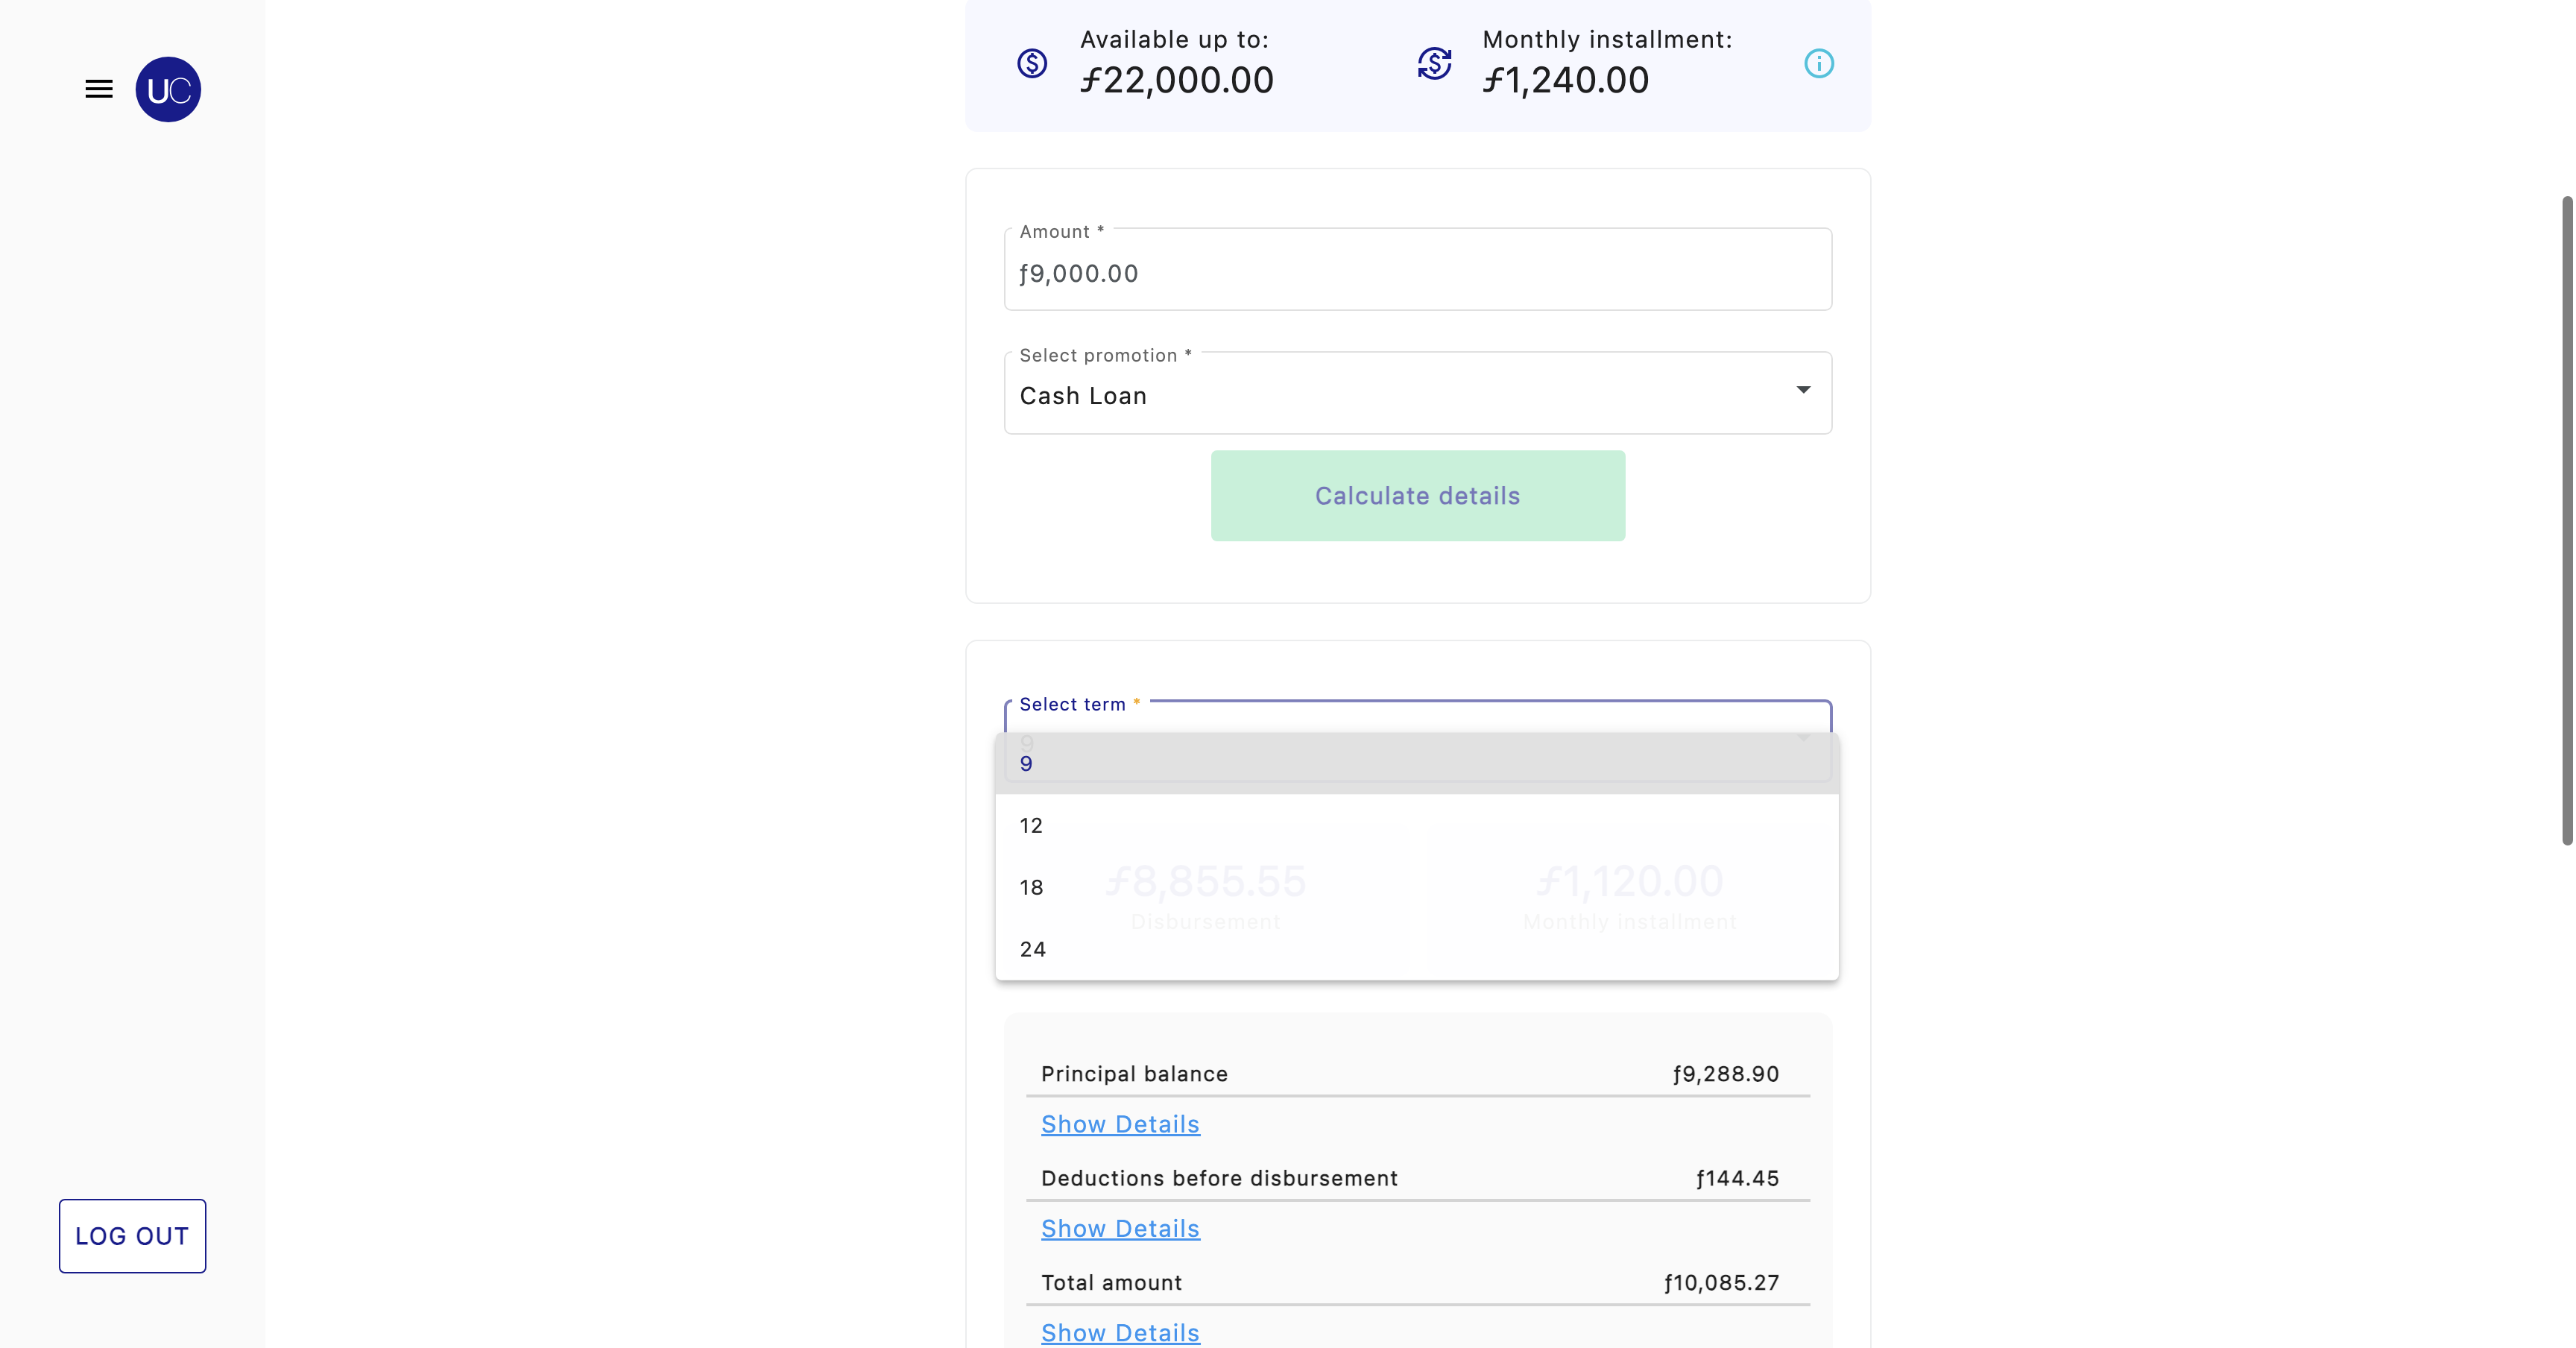 UC
Available up to:
ƒ22,000.00
Monthly installment:
ƒ1,240.00
Amount *
ƒ9,000.00
Select promotion *
Cash Loan
Calculate details
Select term *
9
9
12
18
24
ƒ8,855.55
Disbursement
ƒ1,120.00
Monthly installment
Principal balance ƒ9,288.90
Show Details
Deductions before disbursement ƒ144.45
Show Details
Total amount ƒ10,085.27
Show Details
LOG OUT